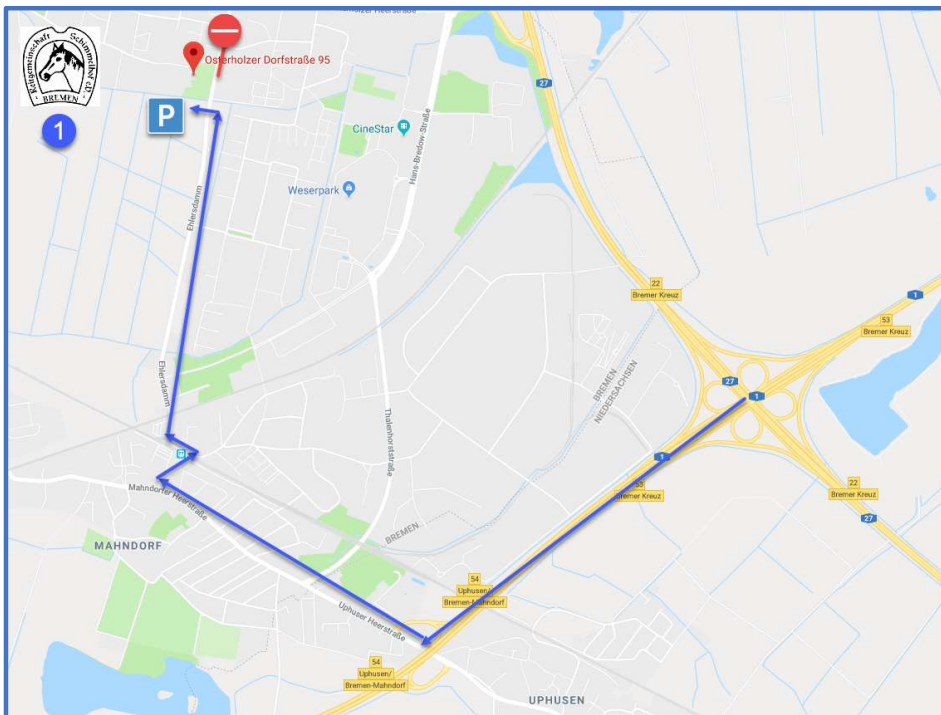 Reitgemeinschaft Schimmelhof e.V.
· BREMEN ·
1
Osterholzer Dorfstraße 95
P
27
CineStar
Hans-Bredow-Straße
Weserpark
Ehlersdamm
22
Bremer Kreuz
1
53
Bremer Kreuz
BREMEN
NIEDERSACHSEN
27
1
Ehlersdamm
Thalenhorststraße
1
53
Bremer Kreuz
22
Bremer Kreuz
27
Mahndorfer Heerstraße
BREMEN
MAHNDORF
54
Uphusen/
Bremen-Mahndorf
Uphuser Heerstraße
54
Uphusen/
Bremen-Mahndorf
UPHUSEN